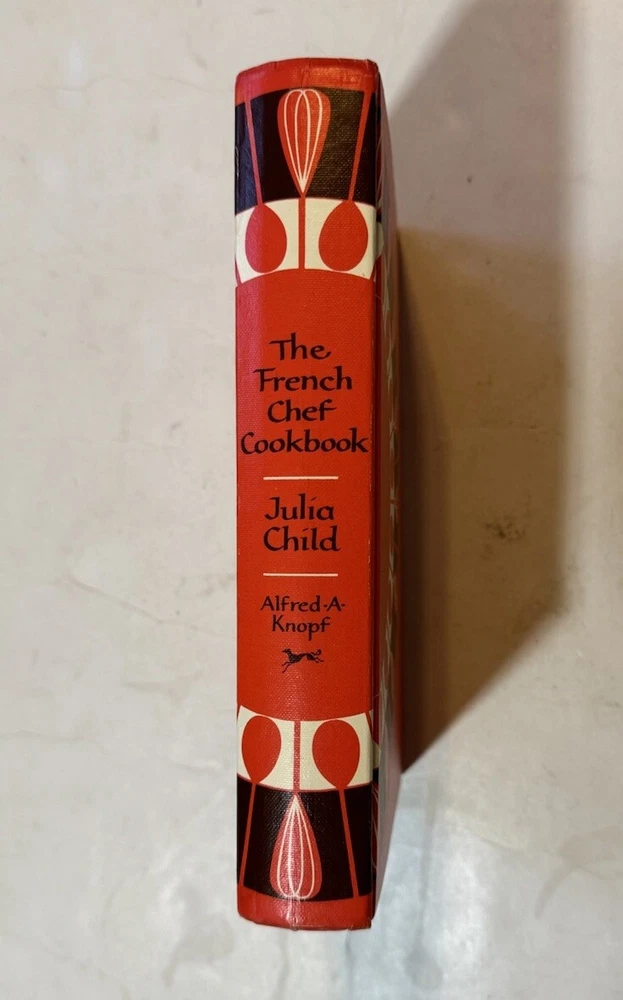 The
French
Chef
Cookbook
Julia
Child
Alfred·A·
Knopf